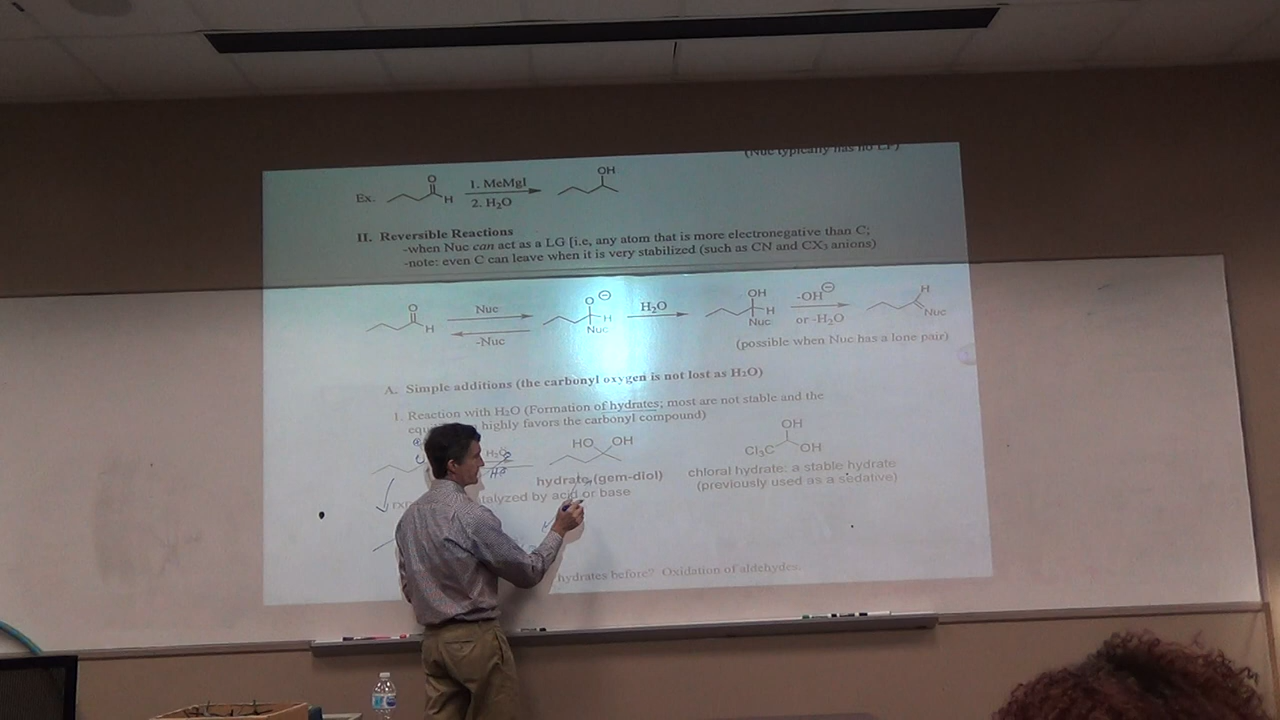 (Nuc typically has no LP)
OH
O
Ex.
H
1. MeMgI
2. H₂O
II. Reversible Reactions
-when Nuc can act as a LG [i.e, any atom that is more electronegative than C;
-note: even C can leave when it is very stabilized (such as CN and CX₃ anions)
O
H
Nuc
-Nuc
O ⊖
H
Nuc
H₂O
OH
H
Nuc
-OH ⊖
or -H₂O
H
Nuc
(possible when Nuc has a lone pair)
A. Simple additions (the carbonyl oxygen is not lost as H₂O)
1. Reaction with H₂O (Formation of hydrates; most are not stable and the
highly favors the carbonyl compound)
H₂O
HO OH
hydrate (gem-diol)
OH
Cl₃C OH
chloral hydrate: a stable hydrate
(previously used as a sedative)
rxn
talyzed by acid or base
hydrates before? Oxidation of aldehydes.